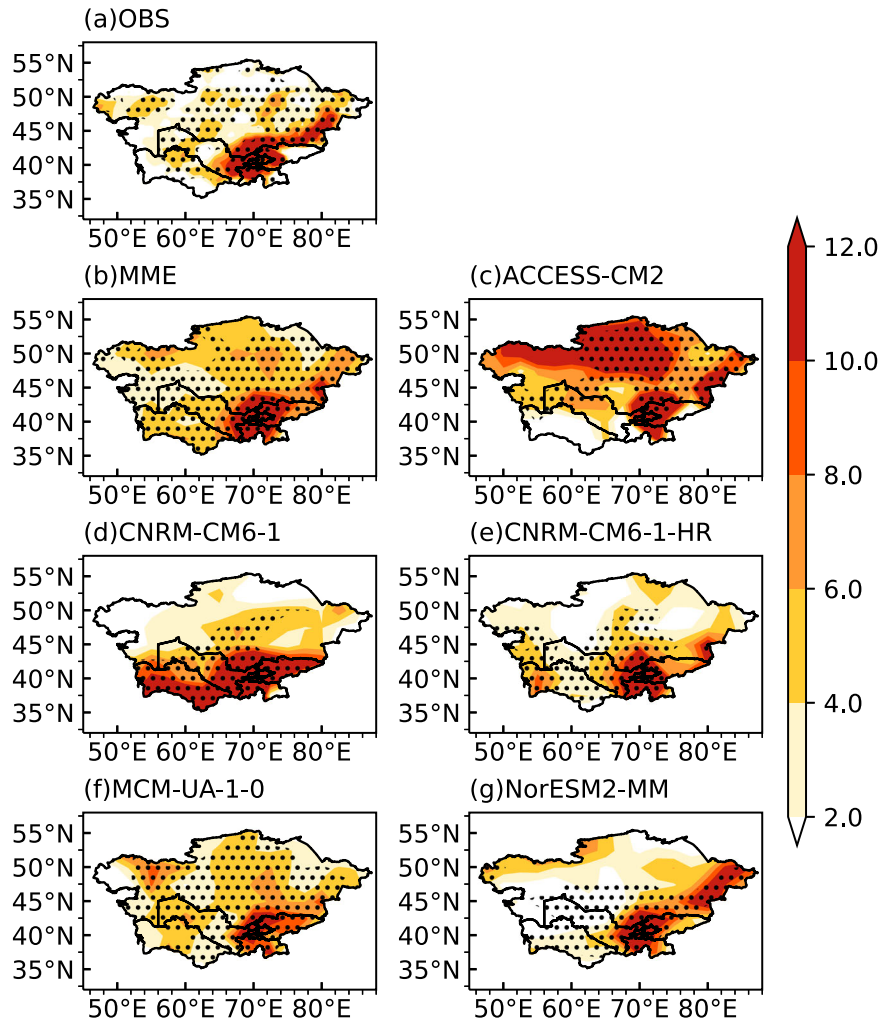 (a)OBS
55°N
50°N
45°N
40°N
35°N
50°E 60°E 70°E 80°E
(b)MME
55°N
50°N
45°N
40°N
35°N
50°E 60°E 70°E 80°E
(c)ACCESS-CM2
55°N
50°N
45°N
40°N
35°N
50°E 60°E 70°E 80°E
(d)CNRM-CM6-1
55°N
50°N
45°N
40°N
35°N
50°E 60°E 70°E 80°E
(e)CNRM-CM6-1-HR
55°N
50°N
45°N
40°N
35°N
50°E 60°E 70°E 80°E
(f)MCM-UA-1-0
55°N
50°N
45°N
40°N
35°N
50°E 60°E 70°E 80°E
(g)NorESM2-MM
55°N
50°N
45°N
40°N
35°N
50°E 60°E 70°E 80°E
12.0
10.0
8.0
6.0
4.0
2.0